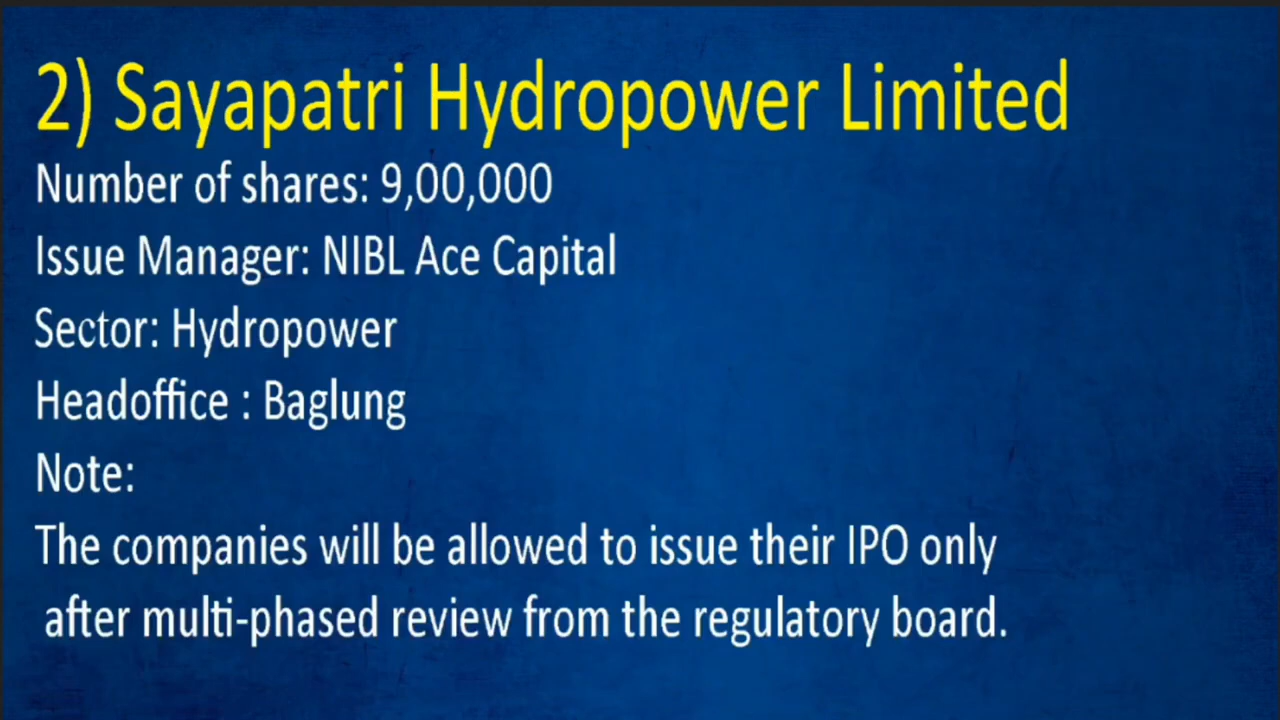 2) Sayapatri Hydropower Limited
Number of shares: 9,00,000
Issue Manager: NIBL Ace Capital
Sector: Hydropower
Headoffice : Baglung
Note:
The companies will be allowed to issue their IPO only
after multi-phased review from the regulatory board.